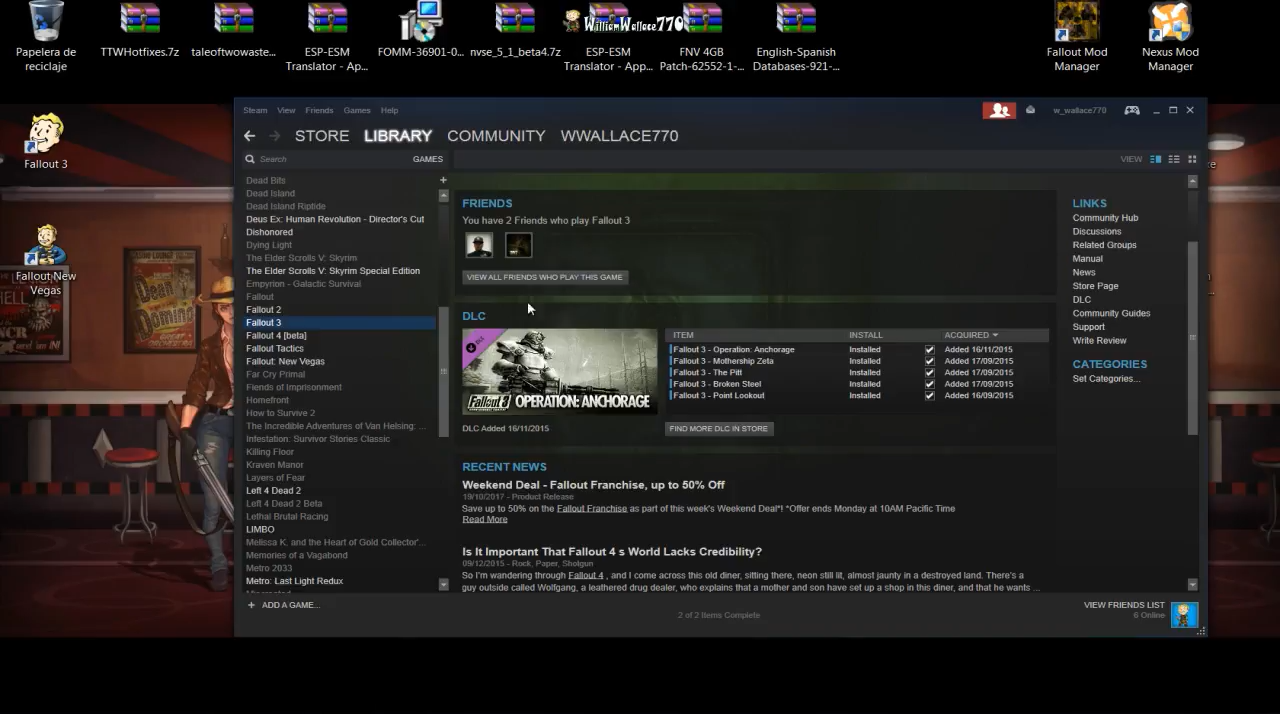 Papelera de
reciclaje
TTWHotfixes.7z
taleoftwowaste...
ESP-ESM
Translator - Ap...
FOMM-36901-0...
nvse_5_1_beta4.7z
WilliamWallace770
ESP-ESM
Translator - App...
FNV 4GB
Patch-62552-1-...
English-Spanish
Databases-921-...
Fallout Mod
Manager
Nexus Mod
Manager
Fallout 3
Fallout New
Vegas
Steam View Friends Games Help
w_wallace770
STORE LIBRARY COMMUNITY WWALLACE770
Search GAMES
VIEW
Dead Bits
Dead Island
Dead Island Riptide
Deus Ex: Human Revolution - Director's Cut
Dishonored
Dying Light
The Elder Scrolls V: Skyrim
The Elder Scrolls V: Skyrim Special Edition
Empyrion - Galactic Survival
Fallout
Fallout 2
Fallout 3
Fallout 4 [beta]
Fallout Tactics
Fallout: New Vegas
Far Cry Primal
Fiends of Imprisonment
Homefront
How to Survive 2
The Incredible Adventures of Van Helsing: ...
Infestation: Survivor Stories Classic
Killing Floor
Kraven Manor
Layers of Fear
Left 4 Dead 2
Left 4 Dead 2 Beta
Lethal Brutal Racing
LIMBO
Melissa K. and the Heart of Gold Collector'...
Memories of a Vagabond
Metro 2033
Metro: Last Light Redux
+ ADD A GAME...
FRIENDS
You have 2 Friends who play Fallout 3
VIEW ALL FRIENDS WHO PLAY THIS GAME
DLC
DLC
Fallout 3 OPERATION: ANCHORAGE
DLC Added 16/11/2015
ITEM INSTALL ACQUIRED
Fallout 3 - Operation: Anchorage Installed Added 16/11/2015
Fallout 3 - Mothership Zeta Installed Added 17/09/2015
Fallout 3 - The Pitt Installed Added 17/09/2015
Fallout 3 - Broken Steel Installed Added 17/09/2015
Fallout 3 - Point Lookout Installed Added 16/09/2015
FIND MORE DLC IN STORE
RECENT NEWS
Weekend Deal - Fallout Franchise, up to 50% Off
19/10/2017 - Product Release
Save up to 50% on the Fallout Franchise as part of this week's Weekend Deal*! *Offer ends Monday at 10AM Pacific Time
Read More
Is It Important That Fallout 4 s World Lacks Credibility?
09/12/2015 - Rock, Paper, Shotgun
So I'm wandering through Fallout 4 , and I come across this old diner, sitting there, neon still lit, almost jaunty in a destroyed land. There's a
guy outside called Wolfgang, a leathered drug dealer, who explains that a mother and son have set up a shop in this diner, and that he wants ...
2 of 2 Items Complete
LINKS
Community Hub
Discussions
Related Groups
Manual
News
Store Page
DLC
Community Guides
Support
Write Review
CATEGORIES
Set Categories...
VIEW FRIENDS LIST
6 Online